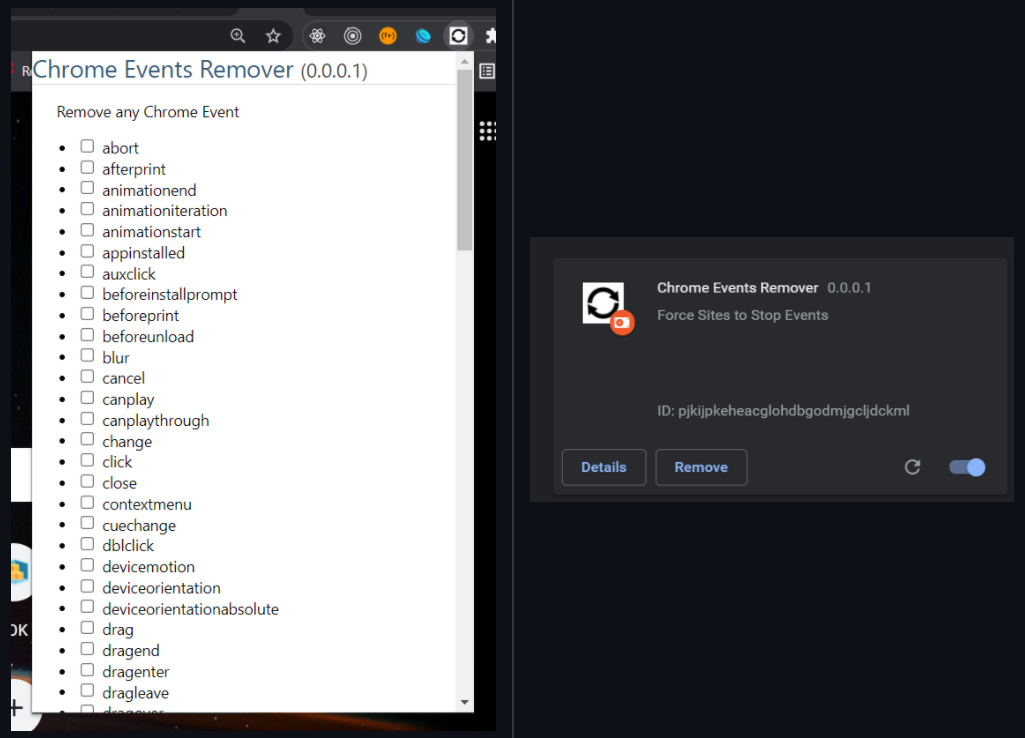 Chrome Events Remover (0.0.0.1)
Remove any Chrome Event
abort
afterprint
animationend
animationiteration
animationstart
appinstalled
auxclick
beforeinstallprompt
beforeprint
beforeunload
blur
cancel
canplay
canplaythrough
change
click
close
contextmenu
cuechange
dblclick
devicemotion
deviceorientation
deviceorientationabsolute
drag
dragend
dragenter
dragleave
dragover
OK
Chrome Events Remover 0.0.0.1
Force Sites to Stop Events
ID: pjkijpkeheacglohdbgodmjgcljdckml
Details
Remove